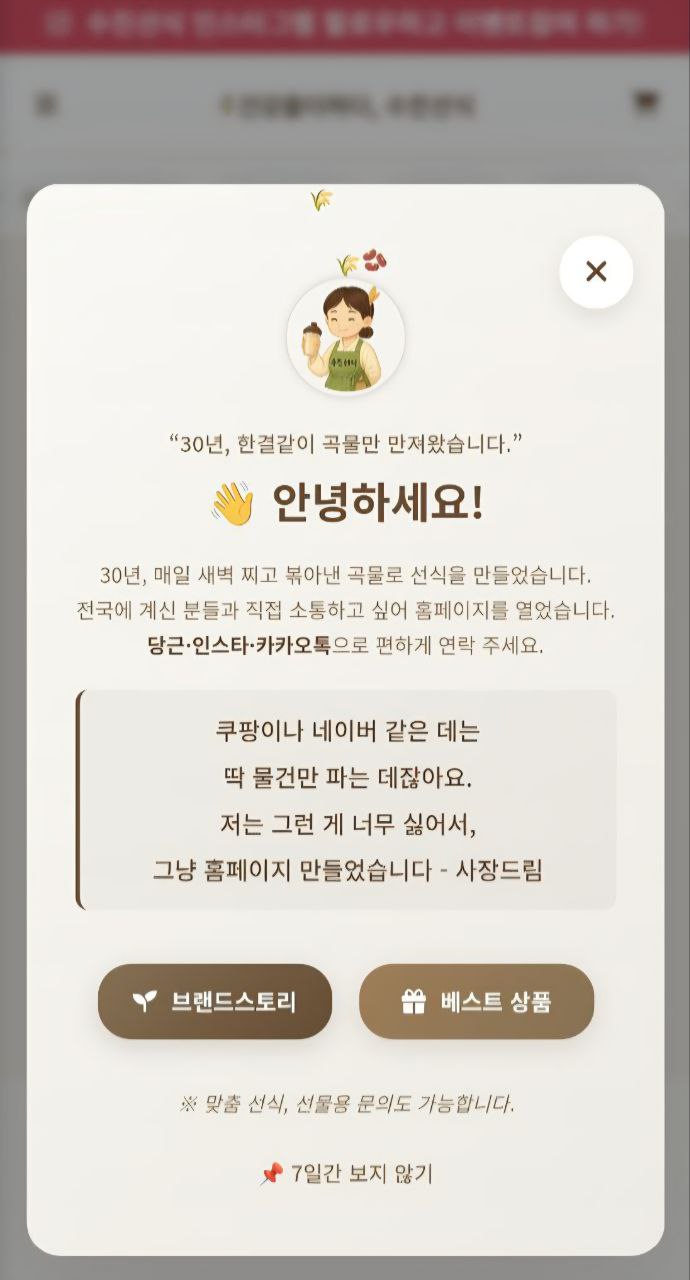 “30년, 한결같이 곡물만 만져왔습니다.”
👋 안녕하세요!
30년, 매일 새벽 찌고 볶아낸 곡물로 선식을 만들었습니다.
전국에 계신 분들과 직접 소통하고 싶어 홈페이지를 열었습니다.
당근·인스타·카카오톡으로 편하게 연락 주세요.
쿠팡이나 네이버 같은 데는
딱 물건만 파는 데잖아요.
저는 그런 게 너무 싫어서,
그냥 홈페이지 만들었습니다 - 사장드림
브랜드스토리
베스트 상품
※ 맞춤 선식, 선물용 문의도 가능합니다.
📌 7일간 보지 않기